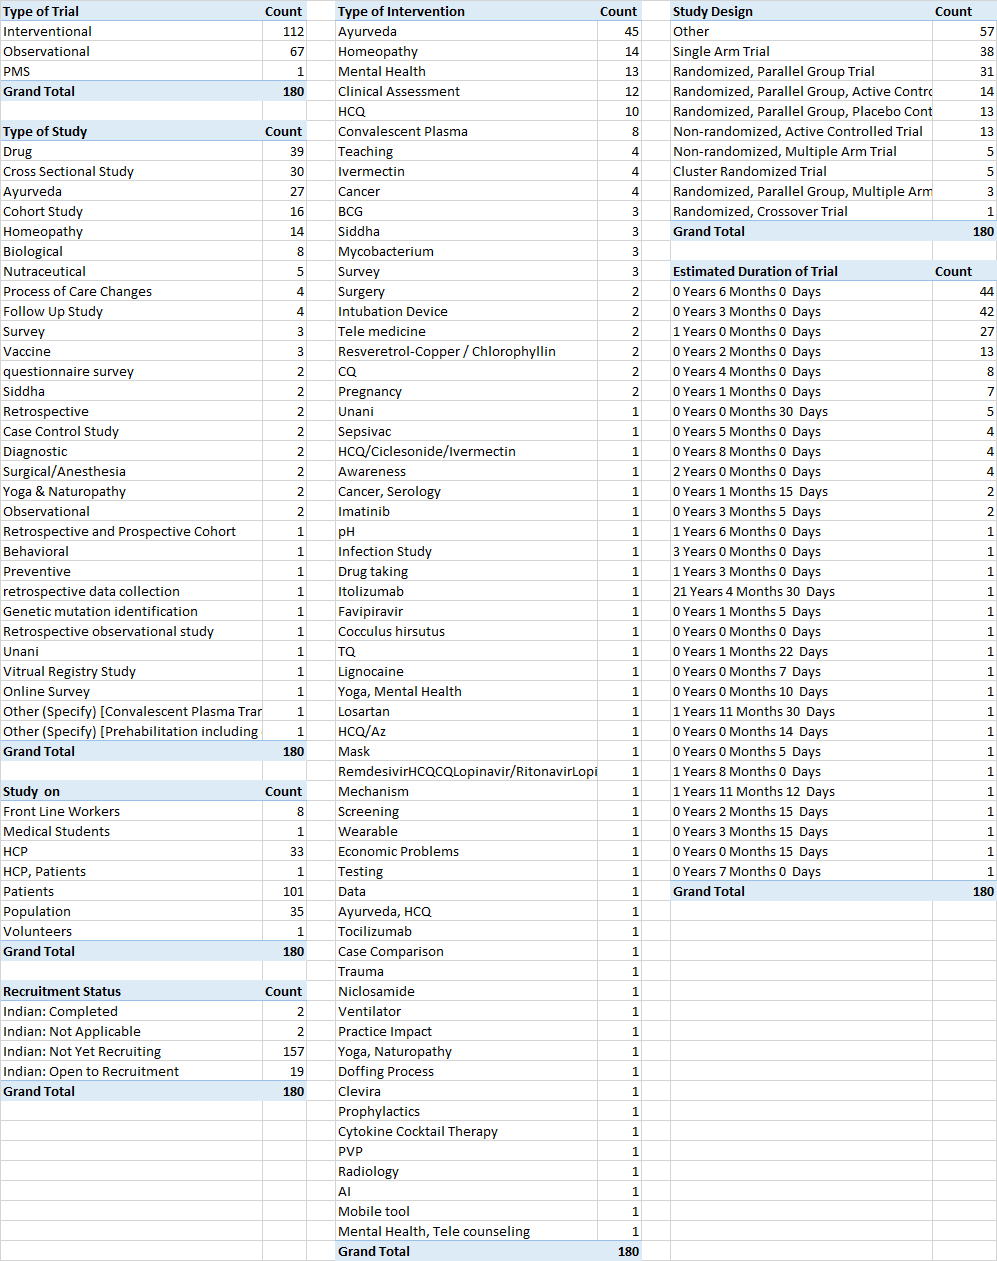 Type of Trial Count
Interventional 112
Observational 67
PMS 1
Grand Total 180
Type of Study Count
Drug 39
Cross Sectional Study 30
Ayurveda 27
Cohort Study 16
Homeopathy 14
Biological 8
Nutraceutical 5
Process of Care Changes 4
Follow Up Study 4
Survey 3
Vaccine 3
questionnaire survey 2
Siddha 2
Retrospective 2
Case Control Study 2
Diagnostic 2
Surgical/Anesthesia 2
Yoga & Naturopathy 2
Observational 2
Retrospective and Prospective Cohort 1
Behavioral 1
Preventive 1
retrospective data collection 1
Genetic mutation identification 1
Retrospective observational study 1
Unani 1
Vitrual Registry Study 1
Online Survey 1
Other (Specify) [Convalescent Plasma Trar 1
Other (Specify) [Prehabilitation including 1
Grand Total 180
Study on Count
Front Line Workers 8
Medical Students 1
HCP 33
HCP, Patients 1
Patients 101
Population 35
Volunteers 1
Grand Total 180
Recruitment Status Count
Indian: Completed 2
Indian: Not Applicable 2
Indian: Not Yet Recruiting 157
Indian: Open to Recruitment 19
Grand Total 180
Type of Intervention Count
Ayurveda 45
Homeopathy 14
Mental Health 13
Clinical Assessment 12
HCQ 10
Convalescent Plasma 8
Teaching 4
Ivermectin 4
Cancer 4
BCG 3
Siddha 3
Mycobacterium 3
Survey 3
Surgery 2
Intubation Device 2
Tele medicine 2
Resveretrol-Copper / Chlorophyllin 2
CQ 2
Pregnancy 2
Unani 1
Sepsivac 1
HCQ/Ciclesonide/Ivermectin 1
Awareness 1
Cancer, Serology 1
Imatinib 1
pH 1
Infection Study 1
Drug taking 1
Itolizumab 1
Favipiravir 1
Cocculus hirsutus 1
TQ 1
Lignocaine 1
Yoga, Mental Health 1
Losartan 1
HCQ/Az 1
Mask 1
RemdesivirHCQCQLopinavir/RitonavirLopi 1
Mechanism 1
Screening 1
Wearable 1
Economic Problems 1
Testing 1
Data 1
Ayurveda, HCQ 1
Tocilizumab 1
Case Comparison 1
Trauma 1
Niclosamide 1
Ventilator 1
Practice Impact 1
Yoga, Naturopathy 1
Doffing Process 1
Clevira 1
Prophylactics 1
Cytokine Cocktail Therapy 1
PVP 1
Radiology 1
AI 1
Mobile tool 1
Mental Health, Tele counseling 1
Grand Total 180
Study Design Count
Other 57
Single Arm Trial 38
Randomized, Parallel Group Trial 31
Randomized, Parallel Group, Active Contro 14
Randomized, Parallel Group, Placebo Cont 13
Non-randomized, Active Controlled Trial 13
Non-randomized, Multiple Arm Trial 5
Cluster Randomized Trial 5
Randomized, Parallel Group, Multiple Arm 3
Randomized, Crossover Trial 1
Grand Total 180
Estimated Duration of Trial Count
0 Years 6 Months 0 Days 44
0 Years 3 Months 0 Days 42
1 Years 0 Months 0 Days 27
0 Years 2 Months 0 Days 13
0 Years 4 Months 0 Days 8
0 Years 1 Months 0 Days 7
0 Years 0 Months 30 Days 5
0 Years 5 Months 0 Days 4
0 Years 8 Months 0 Days 4
2 Years 0 Months 0 Days 4
0 Years 1 Months 15 Days 2
0 Years 3 Months 5 Days 2
1 Years 6 Months 0 Days 1
3 Years 0 Months 0 Days 1
1 Years 3 Months 0 Days 1
21 Years 4 Months 30 Days 1
0 Years 1 Months 5 Days 1
0 Years 0 Months 0 Days 1
0 Years 1 Months 22 Days 1
0 Years 0 Months 7 Days 1
0 Years 0 Months 10 Days 1
1 Years 11 Months 30 Days 1
0 Years 0 Months 14 Days 1
0 Years 0 Months 5 Days 1
1 Years 8 Months 0 Days 1
1 Years 11 Months 12 Days 1
0 Years 2 Months 15 Days 1
0 Years 3 Months 15 Days 1
0 Years 0 Months 15 Days 1
0 Years 7 Months 0 Days 1
Grand Total 180